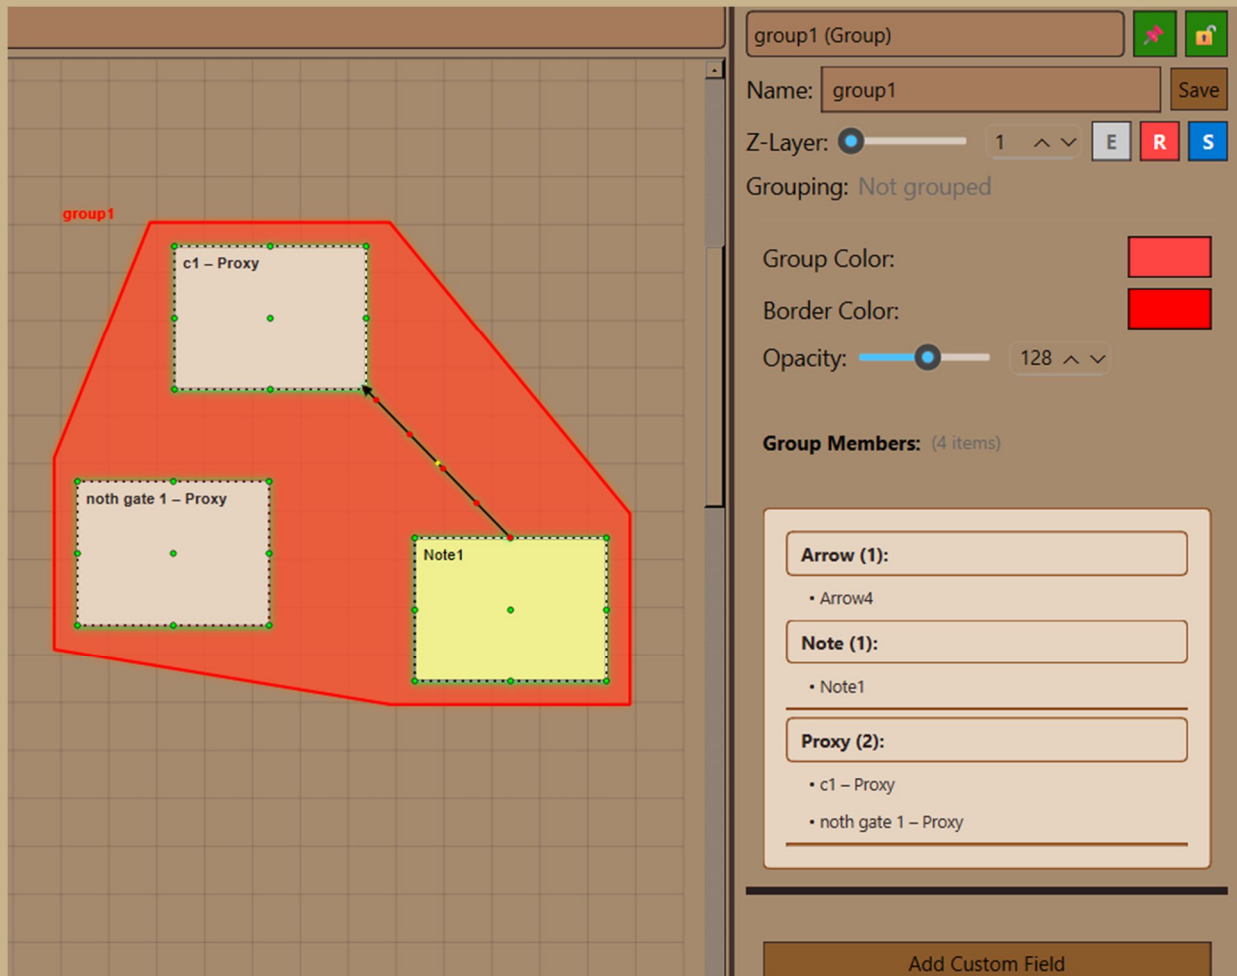 group1 (Group)
Name: group1 Save
Z-Layer: 1 E R S
Grouping: Not grouped
group1
c1 – Proxy
noth gate 1 – Proxy
Note1
Group Color:
Border Color:
Opacity: 128
Group Members: (4 items)
Arrow (1):
• Arrow4
Note (1):
• Note1
Proxy (2):
• c1 – Proxy
• noth gate 1 – Proxy
Add Custom Field